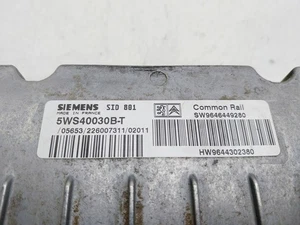 SIEMENS SID 801
MADE IN FRANCE
5WS40030B-T
/05653/226007311/02011
Common Rail
SW9646449280
HW9644302380